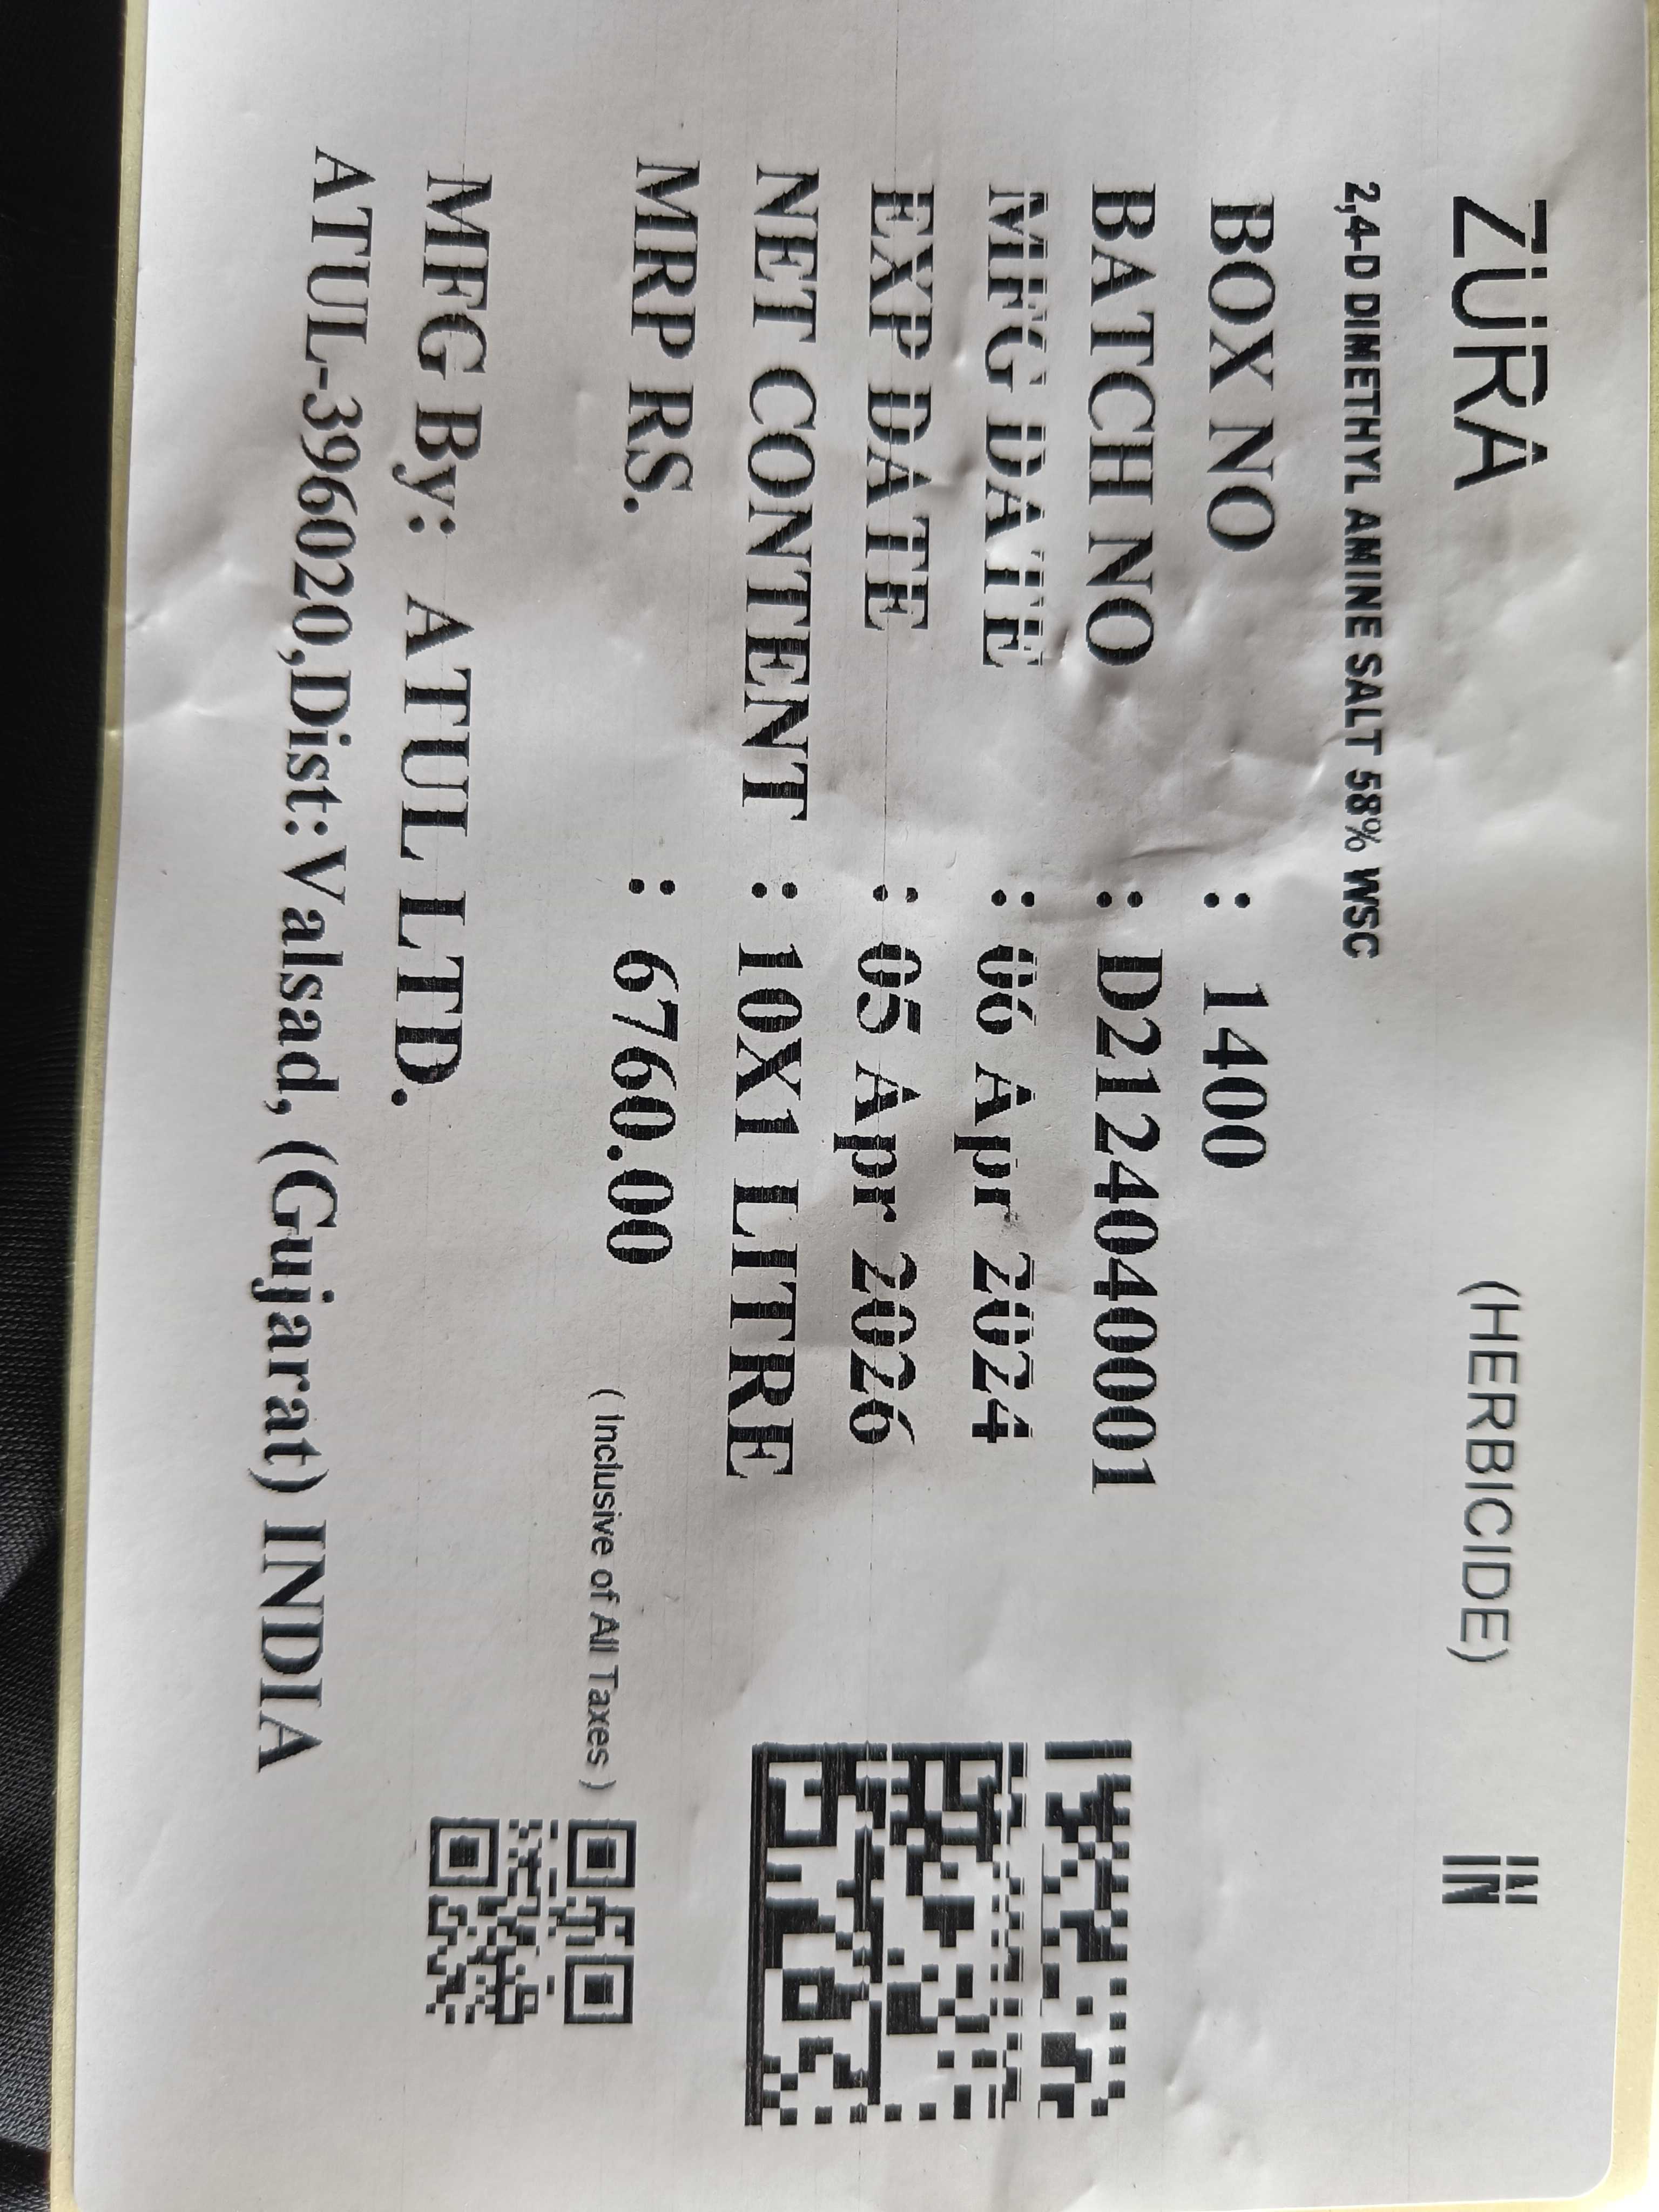 ZURA (HERBICIDE) IN
2,4-D DIMETHYL AMINE SALT 58% WSC IN
BOX NO : 1400
BATCH NO : D2124040001
MFG DATE : 06 Apr 2024
EXP DATE : 05 Apr 2026
NET CONTENT : 10X1 LITRE
MRP RS. : 6760.00 ( Inclusive of All Taxes )
MFG By: ATUL LTD.
ATUL-396020,Dist: Valsad, (Gujarat) INDIA